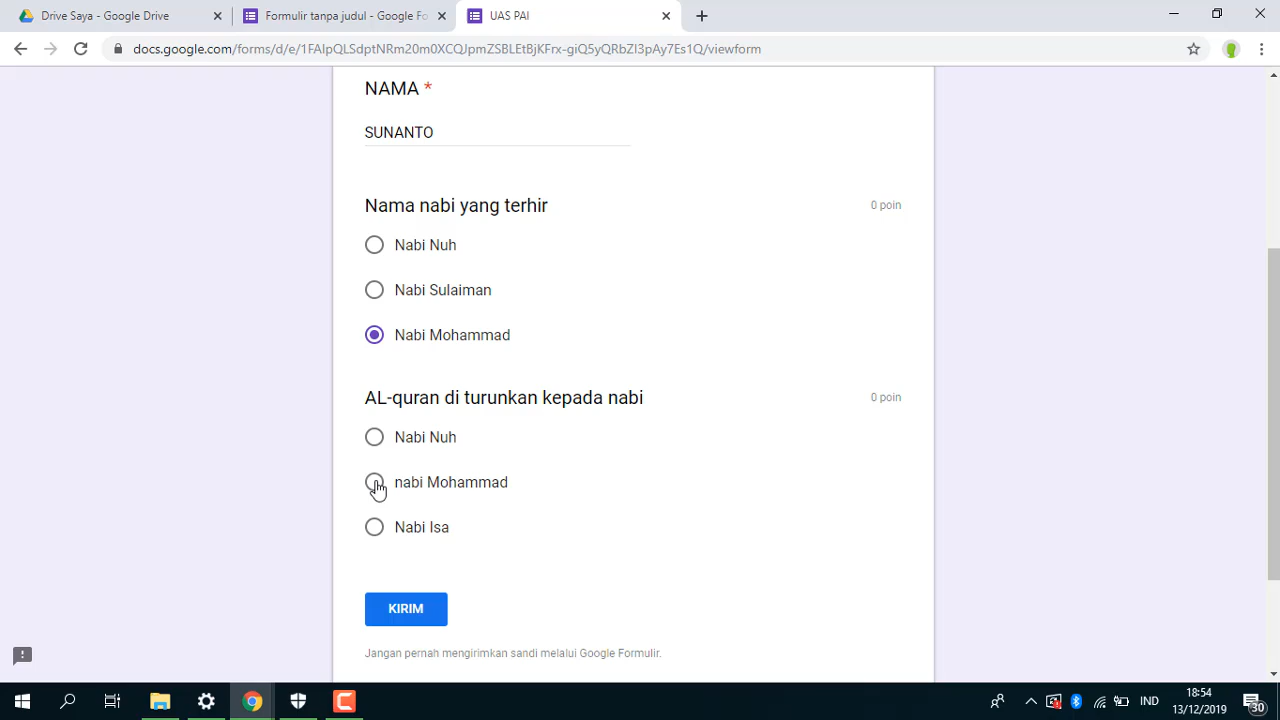 Drive Saya - Google Drive
Formulir tanpa judul - Google Fo
UAS PAI
docs.google.com/forms/d/e/1FAIpQLSdptNRm20m0XCQJpmZSBLEtBjKFrx-giQ5yQRbZI3pAy7Es1Q/viewform
NAMA *
SUNANTO
Nama nabi yang terhir
0 poin
Nabi Nuh
Nabi Sulaiman
Nabi Mohammad
AL-quran di turunkan kepada nabi
0 poin
Nabi Nuh
nabi Mohammad
Nabi Isa
KIRIM
Jangan pernah mengirimkan sandi melalui Google Formulir.
IND
18:54
13/12/2019
30